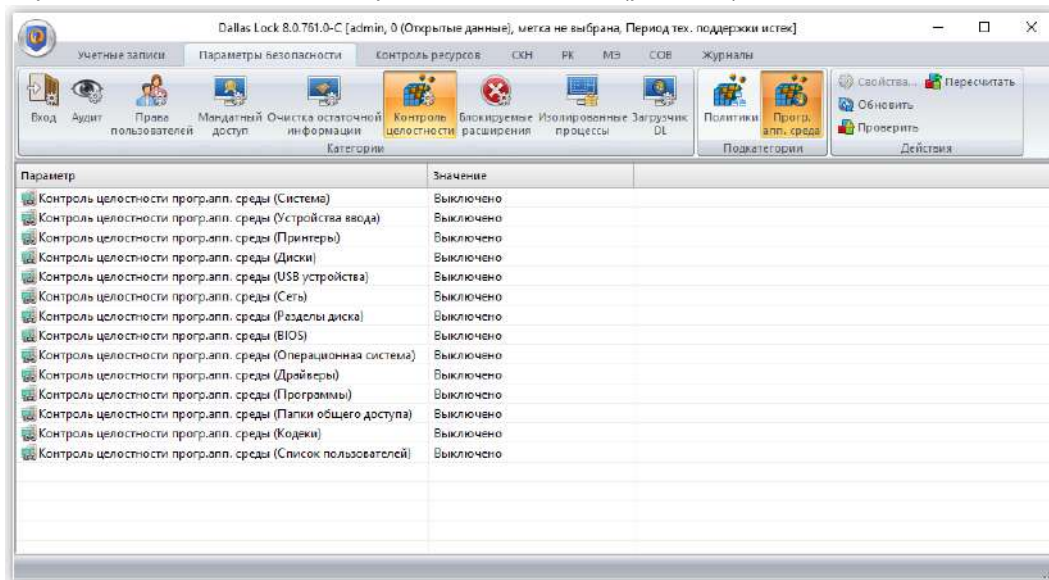 Dallas Lock 8.0.761.0-C [admin, 0 (Открытые данные), метка не выбрана, Период тех. поддержки истек]
Учетные записи Параметры безопасности Контроль ресурсов СКН РК МЭ СОВ Журналы
Вход Аудит Права пользователей Мандатный доступ Очистка остаточной информации Контроль целостности Блокируемые расширения Изолированные процессы Загрузчик DL
Категории
Политики Прогр. апп. среда
Подкатегории
Свойства... Пересчитать
Обновить
Проверить
Действия
Параметр Значение
Контроль целостности прогр.апп. среды (Система) Выключено
Контроль целостности прогр.апп. среды (Устройства ввода) Выключено
Контроль целостности прогр.апп. среды (Принтеры) Выключено
Контроль целостности прогр.апп. среды (Диски) Выключено
Контроль целостности прогр.апп. среды (USB устройства) Выключено
Контроль целостности прогр.апп. среды (Сеть) Выключено
Контроль целостности прогр.апп. среды (Разделы диска) Выключено
Контроль целостности прогр.апп. среды (BIOS) Выключено
Контроль целостности прогр.апп. среды (Операционная система) Выключено
Контроль целостности прогр.апп. среды (Драйверы) Выключено
Контроль целостности прогр.апп. среды (Программы) Выключено
Контроль целостности прогр.апп. среды (Папки общего доступа) Выключено
Контроль целостности прогр.апп. среды (Кодеки) Выключено
Контроль целостности прогр.апп. среды (Список пользователей) Выключено